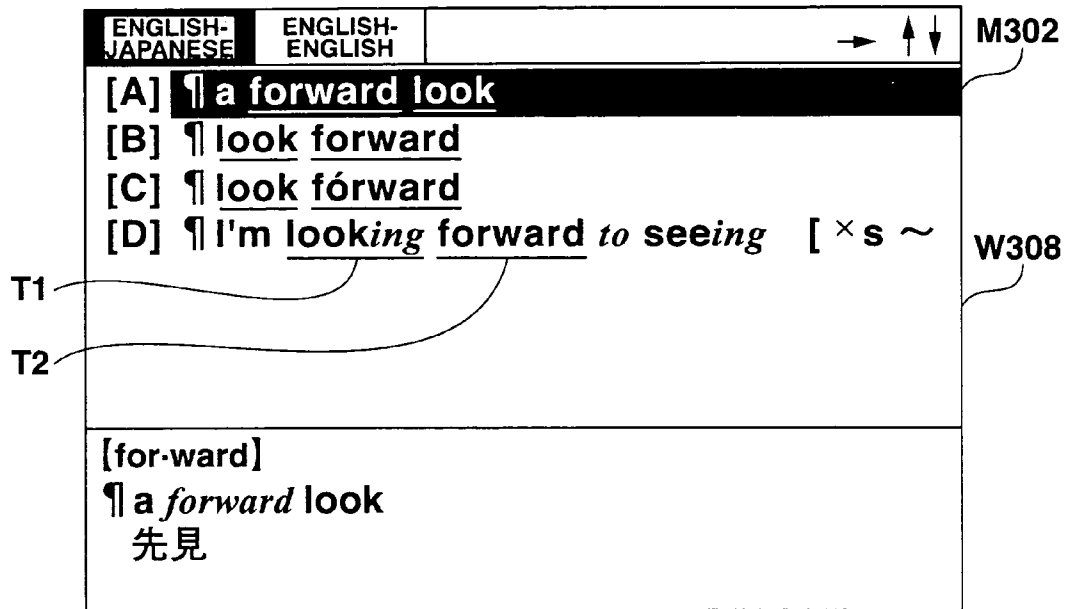 ENGLISH-JAPANESE ENGLISH-ENGLISH → ↑↓ M302
[A] ¶ a forward look
[B] ¶ look forward
[C] ¶ look fórward
[D] ¶ I'm looking forward to seeing [ ×s ～
W308
T1
T2
【for·ward】
¶ a forward look
先見